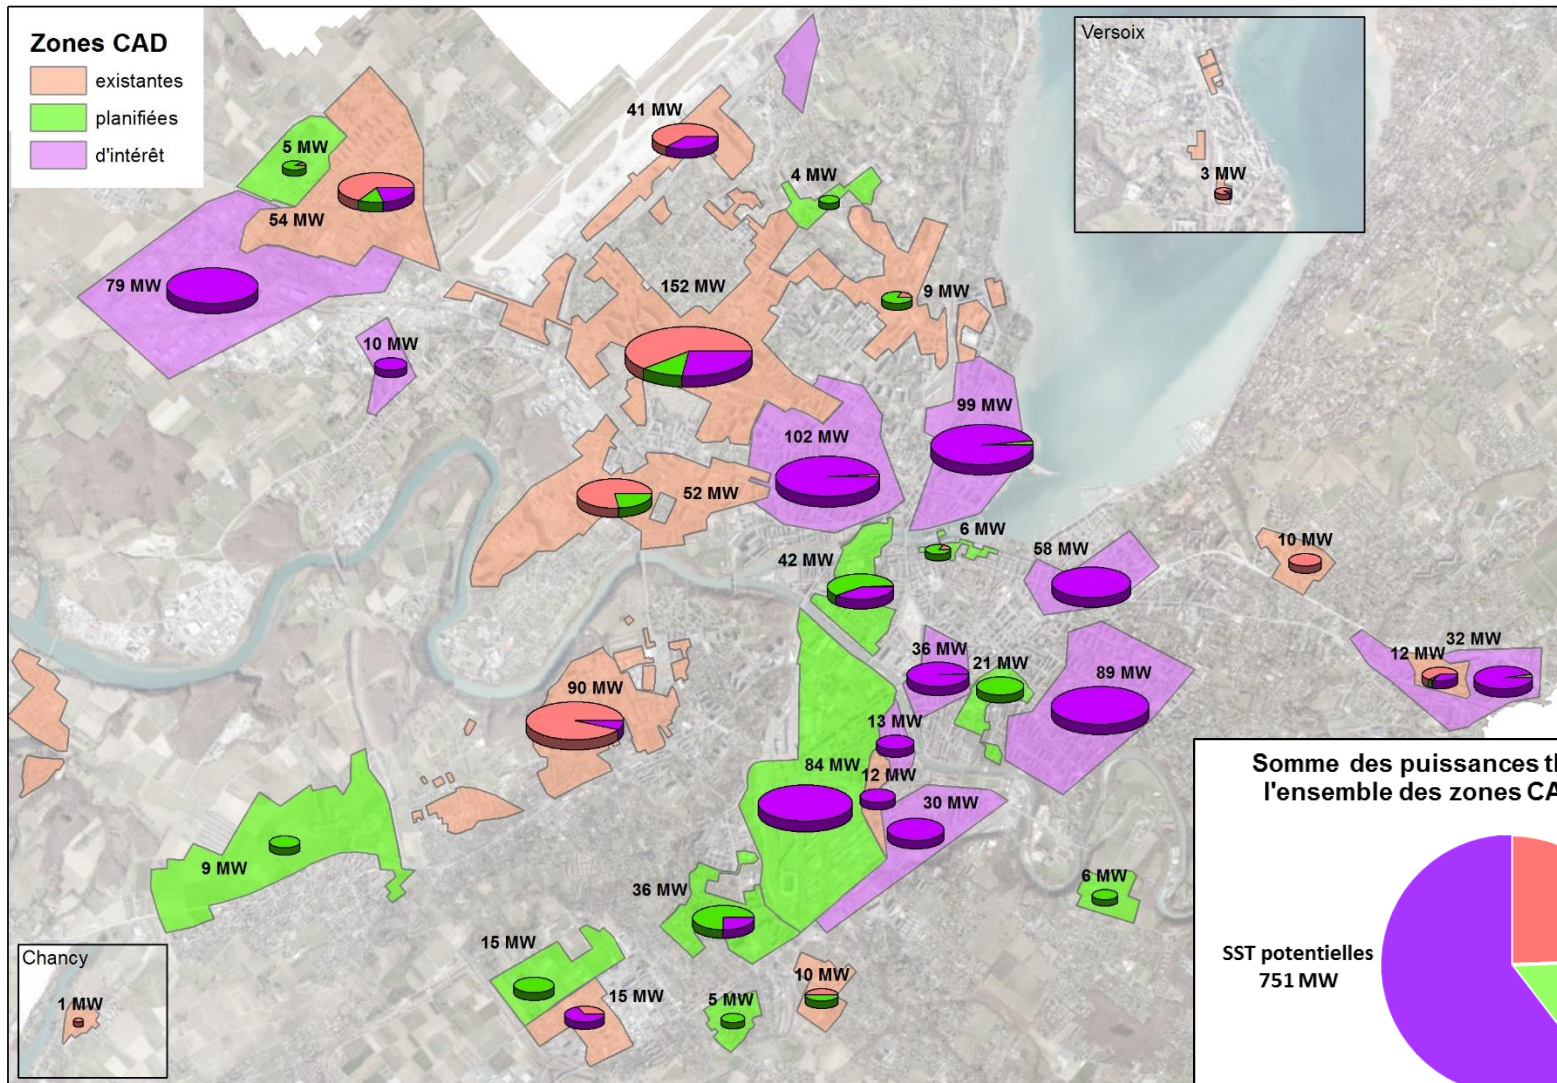 Zones CAD
existantes
planifiées
d'intérêt
Versoix
3 MW
41 MW
5 MW
4 MW
54 MW
79 MW
152 MW
9 MW
10 MW
99 MW
102 MW
52 MW
6 MW
42 MW
58 MW
10 MW
36 MW
21 MW
89 MW
12 MW
32 MW
90 MW
13 MW
84 MW
12 MW
30 MW
9 MW
36 MW
6 MW
15 MW
15 MW
5 MW
10 MW
Chancy
1 MW
Somme des puissances
l'ensemble des zones
SST potentielles
751 MW